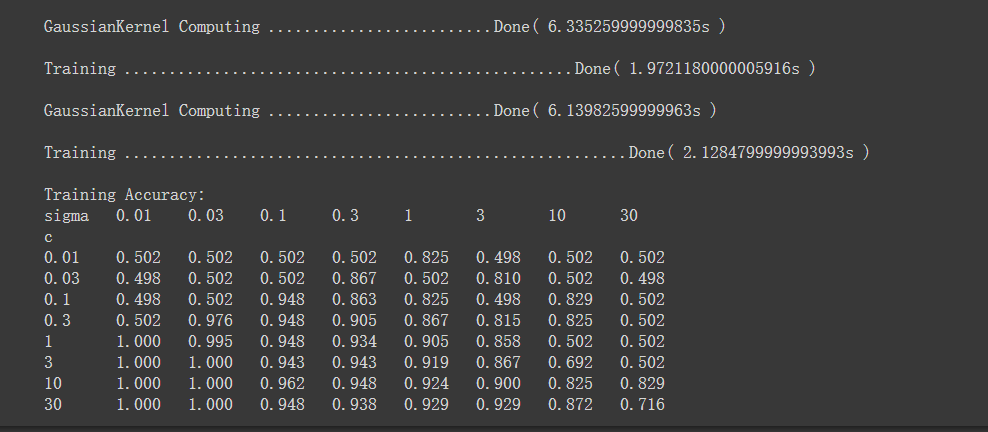 GaussianKernel Computing .........................Done( 6.335259999999835s )
Training ..................................................Done( 1.9721180000005916s )
GaussianKernel Computing .........................Done( 6.13982599999963s )
Training ........................................................Done( 2.1284799999993993s )
Training Accuracy:
sigma 0.01 0.03 0.1 0.3 1 3 10 30
c
0.01 0.502 0.502 0.502 0.502 0.825 0.498 0.502 0.502
0.03 0.498 0.502 0.502 0.867 0.502 0.810 0.502 0.498
0.1 0.498 0.502 0.948 0.863 0.825 0.498 0.829 0.502
0.3 0.502 0.976 0.948 0.905 0.867 0.815 0.825 0.502
1 1.000 0.995 0.948 0.934 0.905 0.858 0.502 0.502
3 1.000 1.000 0.943 0.943 0.919 0.867 0.692 0.502
10 1.000 1.000 0.962 0.948 0.924 0.900 0.825 0.829
30 1.000 1.000 0.948 0.938 0.929 0.929 0.872 0.716